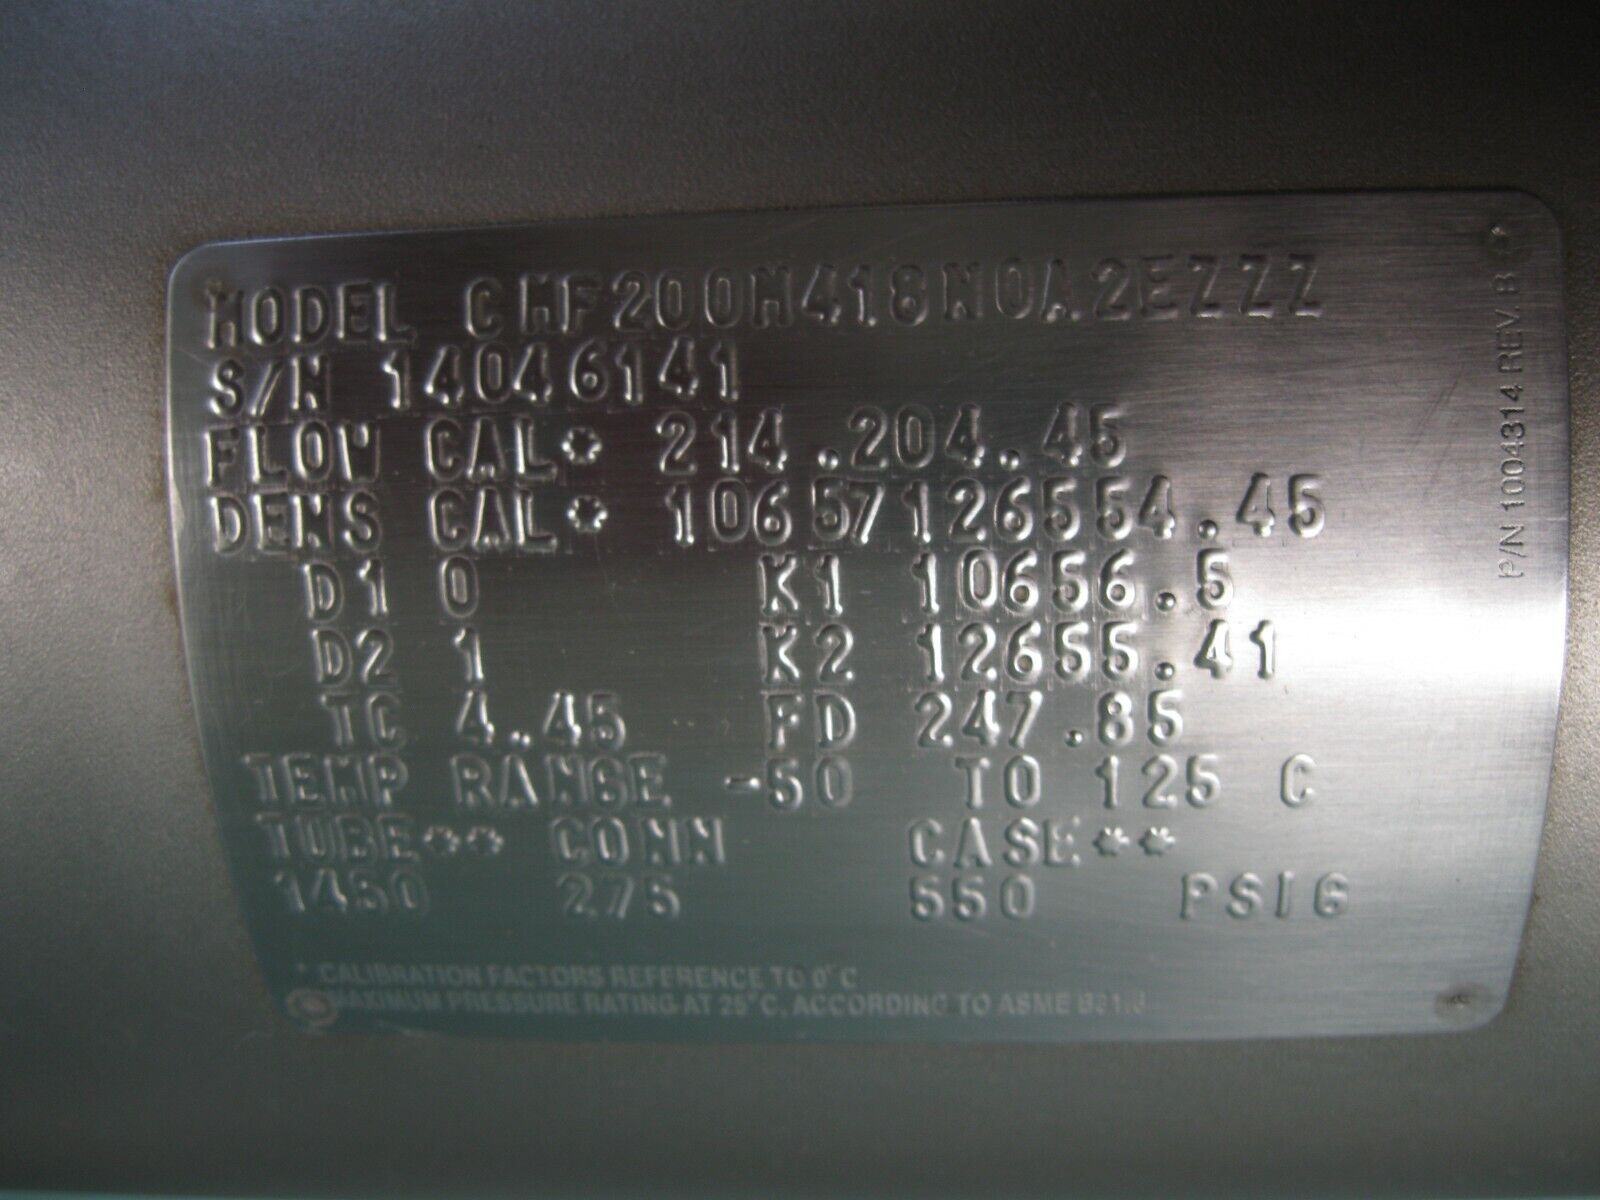 MODEL CMF200M418N0A2EZZZ
S/N 14046141
FLOW CAL* 214.204.45
DENS CAL* 10657126554.45
D1 0 K1 10656.5
D2 1 K2 12655.41
TC 4.45 FD 247.85
TEMP RANGE -50 TO 125 C
TUBE** CONN CASE**
1450 275 550 PSIG
* CALIBRATION FACTORS REFERENCE TO 0°C
MAXIMUM PRESSURE RATING AT 25°C, ACCORDING TO ASME B31.3
P/N 1004314 REV. B